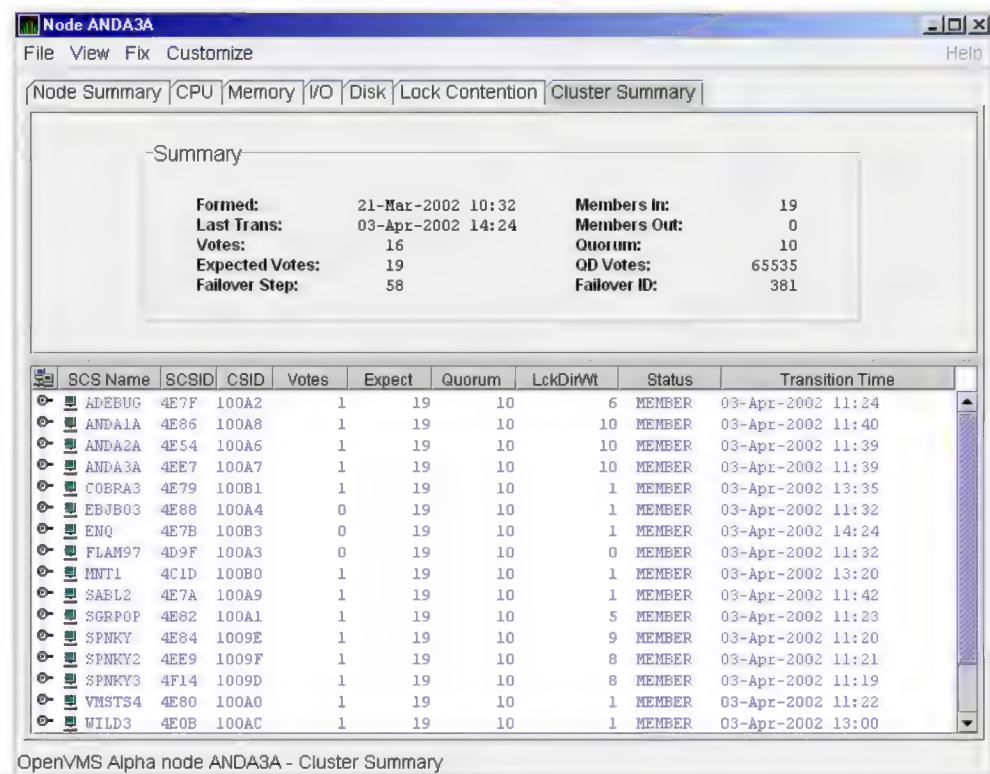 Node ANDA3A
File View Fix Customize Help
Node Summary CPU Memory I/O Disk Lock Contention Cluster Summary
Summary
Formed: 21-Mar-2002 10:32 Members In: 19
Last Trans: 03-Apr-2002 14:24 Members Out: 0
Votes: 16 Quorum: 10
Expected Votes: 19 QD Votes: 65535
Failover Step: 58 Failover ID: 381
SCS Name SCSID CSID Votes Expect Quorum LckDirWt Status Transition Time
ADEBUG 4E7F 100A2 1 19 10 6 MEMBER 03-Apr-2002 11:24
ANDA1A 4E86 100A8 1 19 10 10 MEMBER 03-Apr-2002 11:40
ANDA2A 4E54 100A6 1 19 10 10 MEMBER 03-Apr-2002 11:39
ANDA3A 4EE7 100A7 1 19 10 10 MEMBER 03-Apr-2002 11:39
COBRA3 4E79 100B1 1 19 10 1 MEMBER 03-Apr-2002 13:35
EBJB03 4E88 100A4 0 19 10 1 MEMBER 03-Apr-2002 11:32
ENQ 4E7B 100B3 0 19 10 1 MEMBER 03-Apr-2002 14:24
FLAM97 4D9F 100A3 0 19 10 0 MEMBER 03-Apr-2002 11:32
MNT1 4C1D 100B0 1 19 10 1 MEMBER 03-Apr-2002 13:20
SABL2 4E7A 100A9 1 19 10 1 MEMBER 03-Apr-2002 11:42
SGRPOP 4E82 100A1 1 19 10 5 MEMBER 03-Apr-2002 11:23
SPNKY 4E84 1009E 1 19 10 9 MEMBER 03-Apr-2002 11:20
SPNKY2 4EE9 1009F 1 19 10 8 MEMBER 03-Apr-2002 11:21
SPNKY3 4F14 1009D 1 19 10 8 MEMBER 03-Apr-2002 11:19
VMSTS4 4E80 100A0 1 19 10 1 MEMBER 03-Apr-2002 11:22
WILD3 4E0B 100AC 1 19 10 1 MEMBER 03-Apr-2002 13:00
OpenVMS Alpha node ANDA3A - Cluster Summary